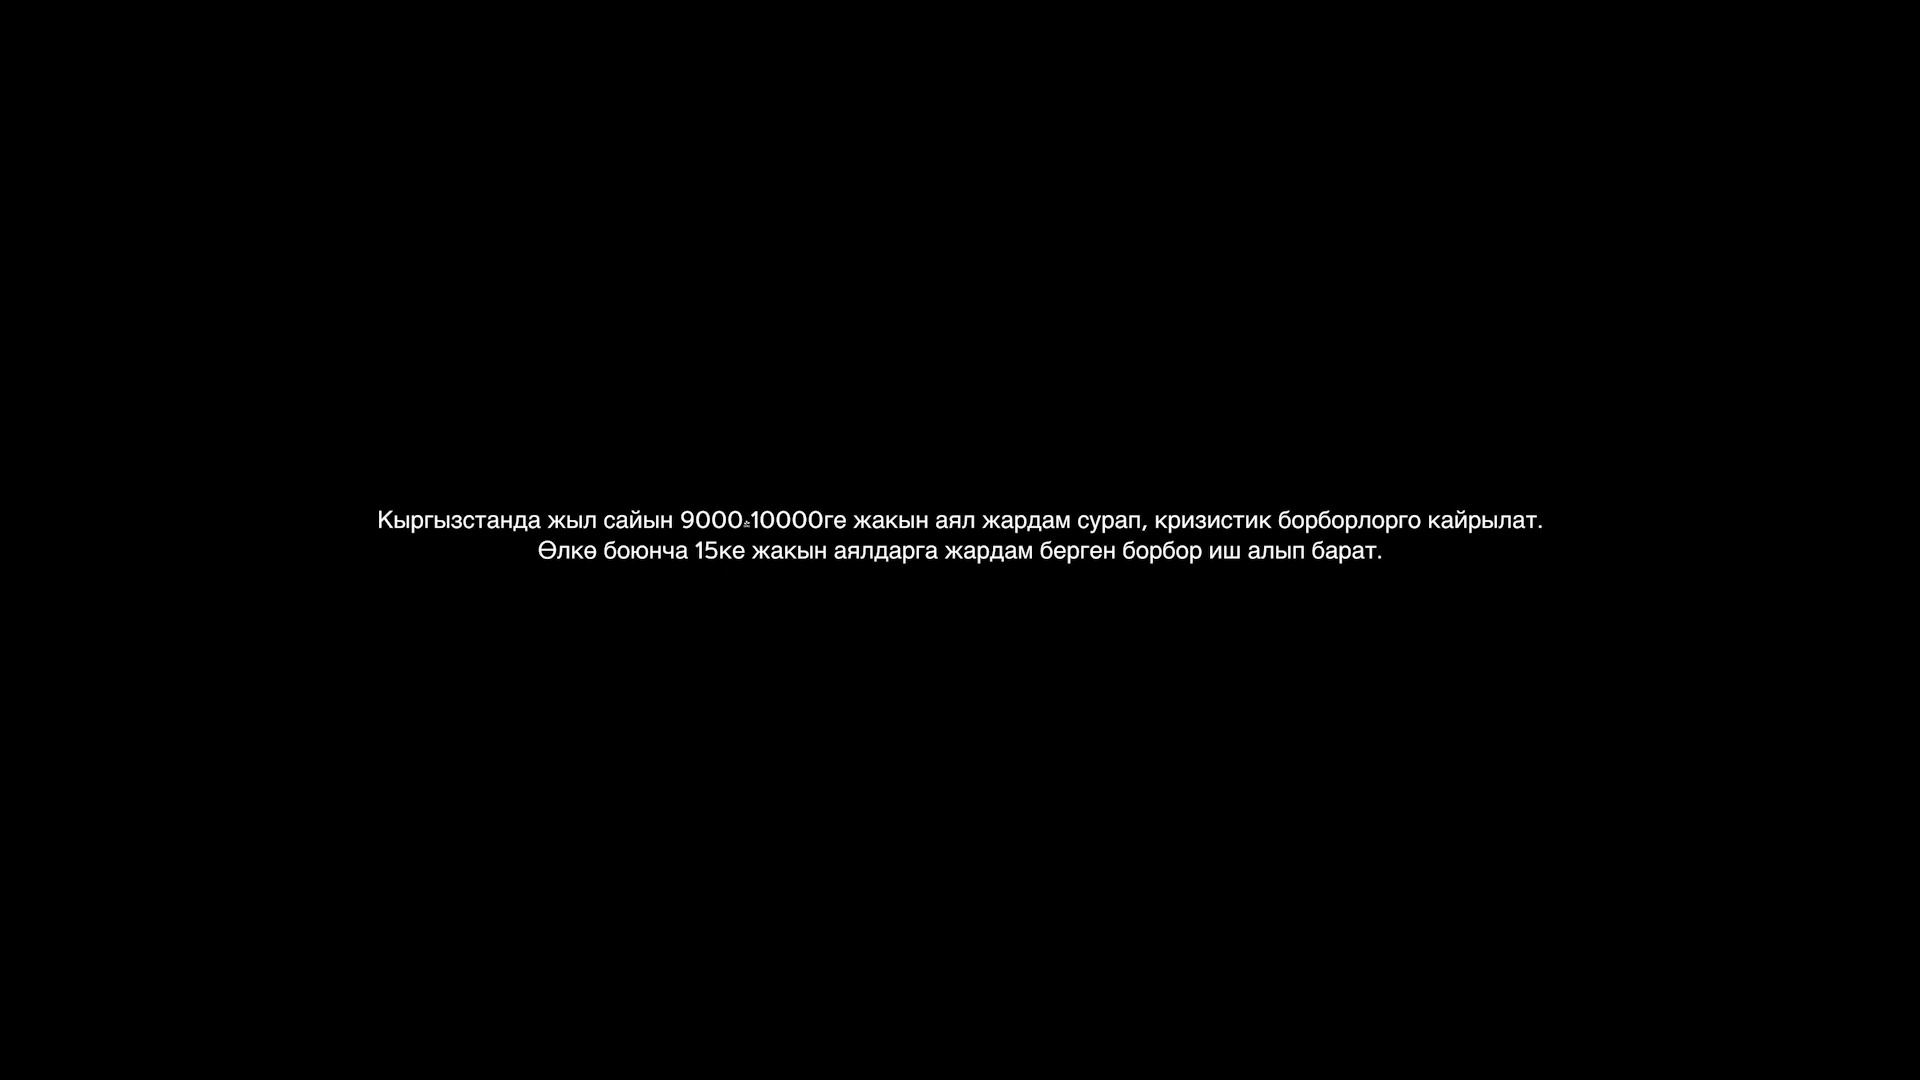 Кыргызстанда жыл сайын 9000-10000ге жакын аял жардам сурап, кризистик борборлорго кайрылат.
Өлкө боюнча 15ке жакын аялдарга жардам берген борбор иш алып барат.